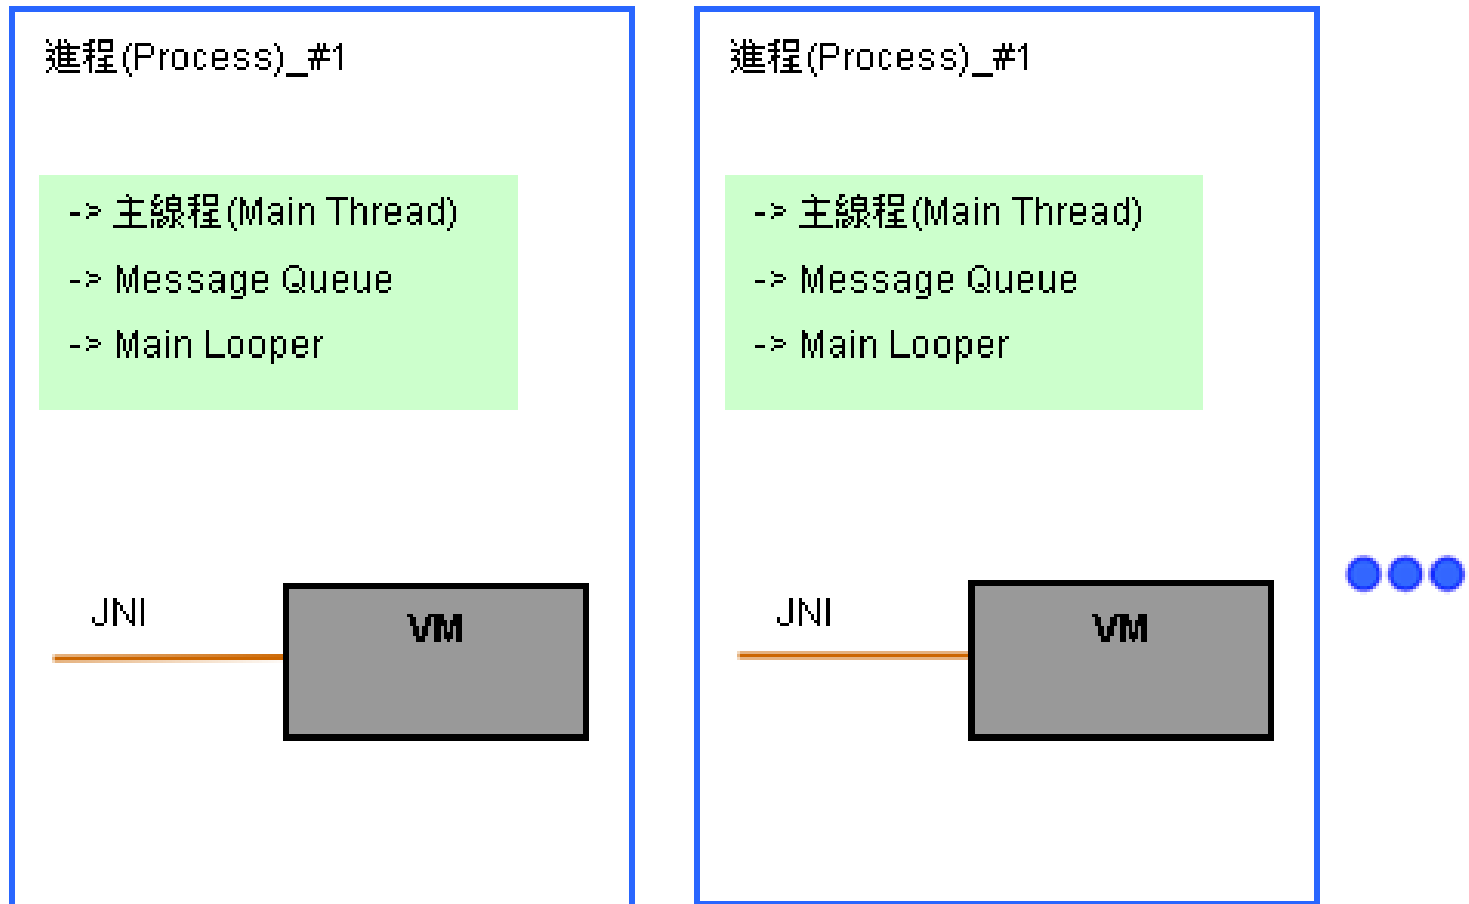 進程(Process)_#1
-> 主線程(Main Thread)
-> Message Queue
-> Main Looper
JNI
VM
進程(Process)_#1
-> 主線程(Main Thread)
-> Message Queue
-> Main Looper
JNI
VM